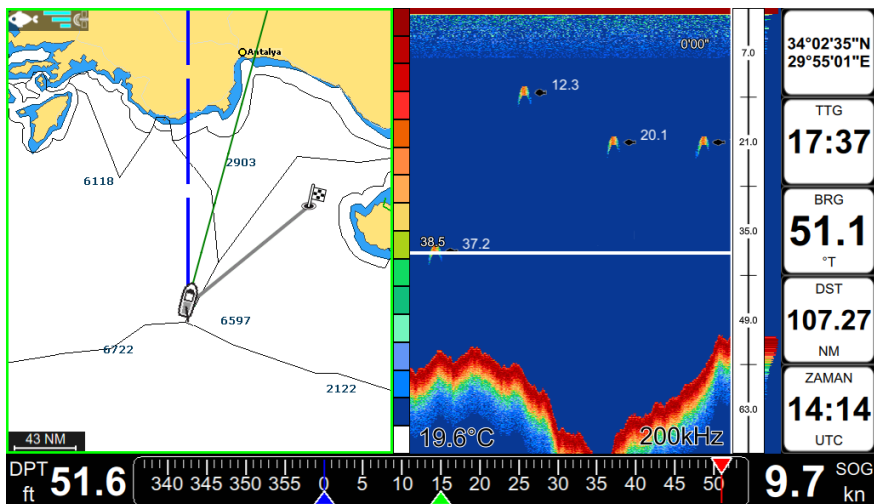 Antalya
2903
6118
6597
6722
2122
43 NM
0'00"
12.3
20.1
38.5
37.2
19.6°C
200kHz
7.0
21.0
35.0
49.0
63.0
34°02'35"N
29°55'01"E
TTG
17:37
BRG
51.1
°T
DST
107.27
NM
ZAMAN
14:14
UTC
DPT
ft
51.6
340 345 350 355 0 5 10 15 20 25 30 35 40 45 50
9.7
SOG
kn